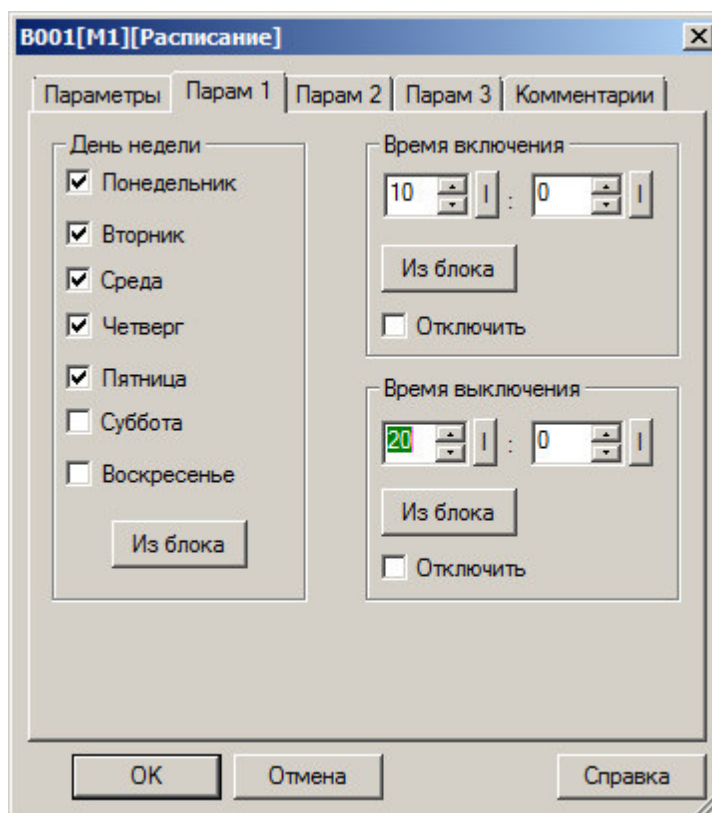 B001[M1][Расписание]
Параметры Парам 1 Парам 2 Парам 3 Комментарии
День недели
Понедельник
Вторник
Среда
Четверг
Пятница
Суббота
Воскресенье
Из блока
Время включения
10 I : 0 I
Из блока
Отключить
Время выключения
20 I : 0 I
Из блока
Отключить
OK Отмена Справка